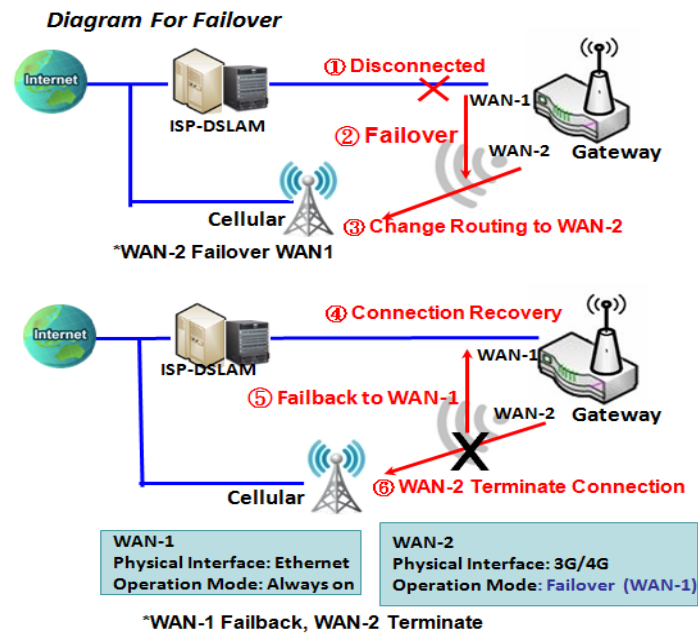 Diagram For Failover
① Disconnected
Internet
WAN-1
ISP-DSLAM
② Failover
WAN-2
Gateway
Cellular
③ Change Routing to WAN-2
*WAN-2 Failover WAN1
④ Connection Recovery
Internet
WAN-1
ISP-DSLAM
⑤ Failback to WAN-1
WAN-2
Gateway
Cellular
⑥ WAN-2 Terminate Connection
WAN-1
Physical Interface: Ethernet
Operation Mode: Always on
WAN-2
Physical Interface: 3G/4G
Operation Mode: Failover (WAN-1)
*WAN-1 Failback, WAN-2 Terminate